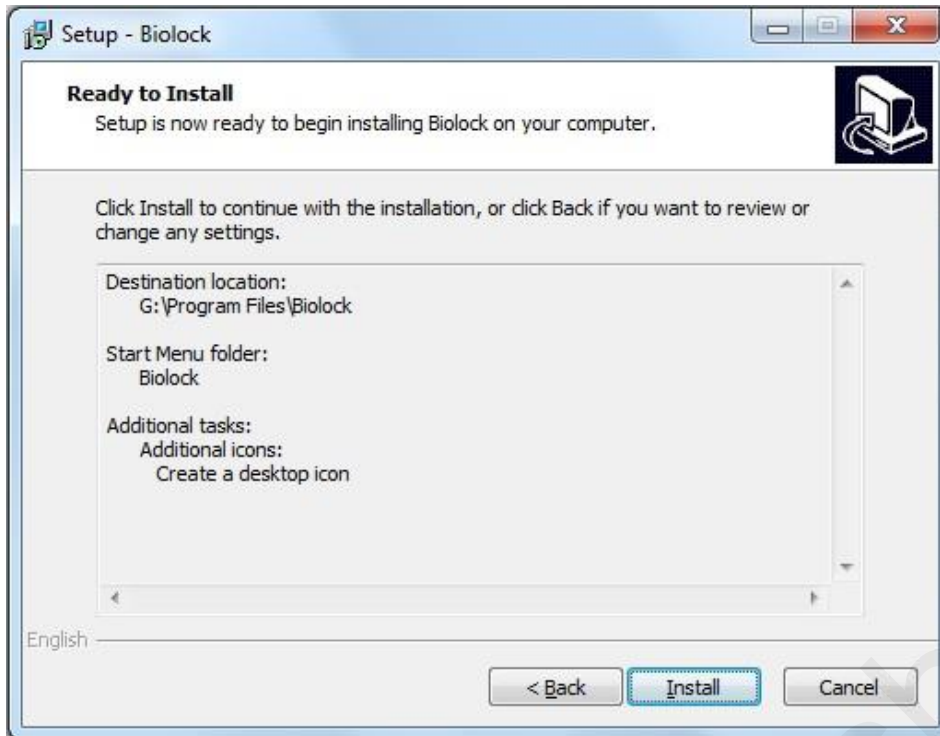 Setup - Biolock
Ready to Install
Setup is now ready to begin installing Biolock on your computer.
Click Install to continue with the installation, or click Back if you want to review or
change any settings.
Destination location:
G:\Program Files\Biolock
Start Menu folder:
Biolock
Additional tasks:
Additional icons:
Create a desktop icon
English
< Back
Install
Cancel